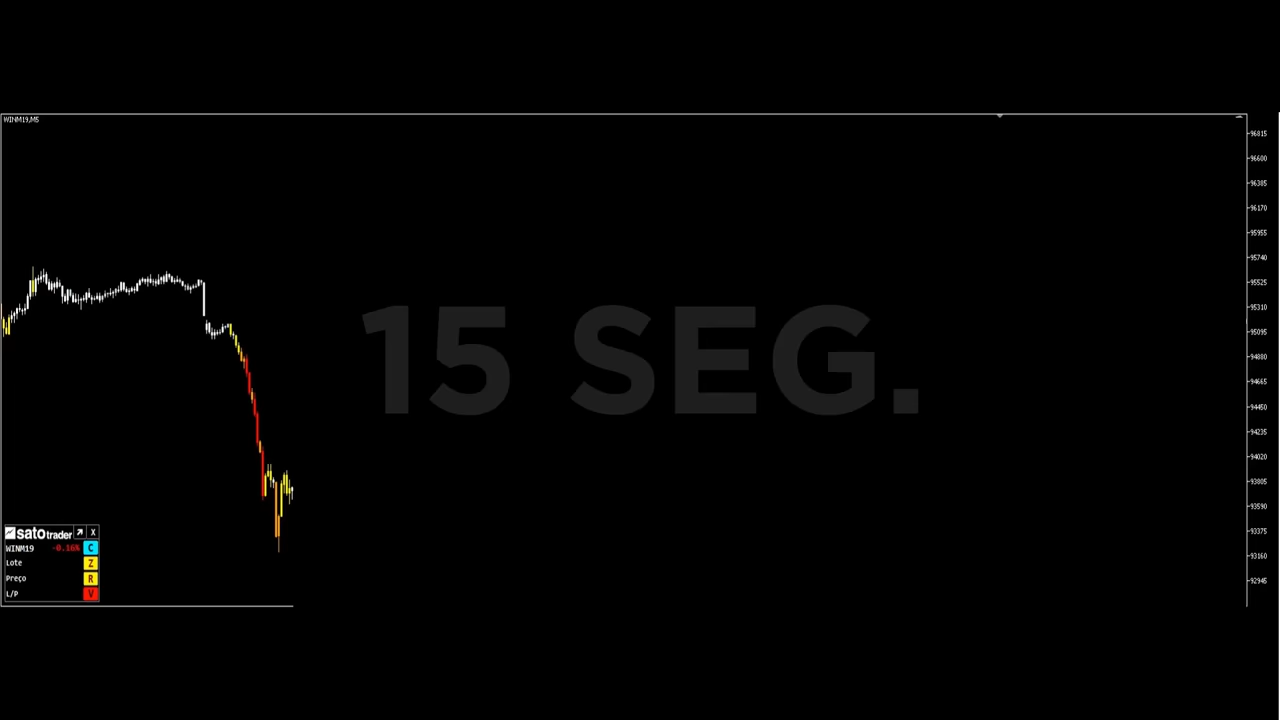 WINM19,M5
96815
96600
96385
96170
95955
95740
95525
95310
95095
94880
94665
94450
94235
94020
93805
93590
93375
93160
92945
15 SEG.
satotrader X
WINM19 -0.16% C
Lote Z
Preço R
L/P V